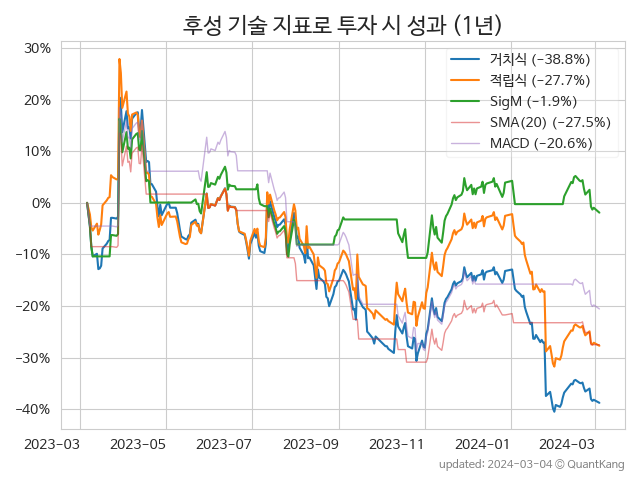 후성 기술 지표로 투자 시 성과 (1년)
30%
20%
10%
0%
−10%
−20%
−30%
−40%
거치식 (−38.8%)
적립식 (−27.7%)
SigM (−1.9%)
SMA(20) (−27.5%)
MACD (−20.6%)
2023−03 2023−05 2023−07 2023−09 2023−11 2024−01 2024−03
updated: 2024−03−04 ⓒ QuantKang